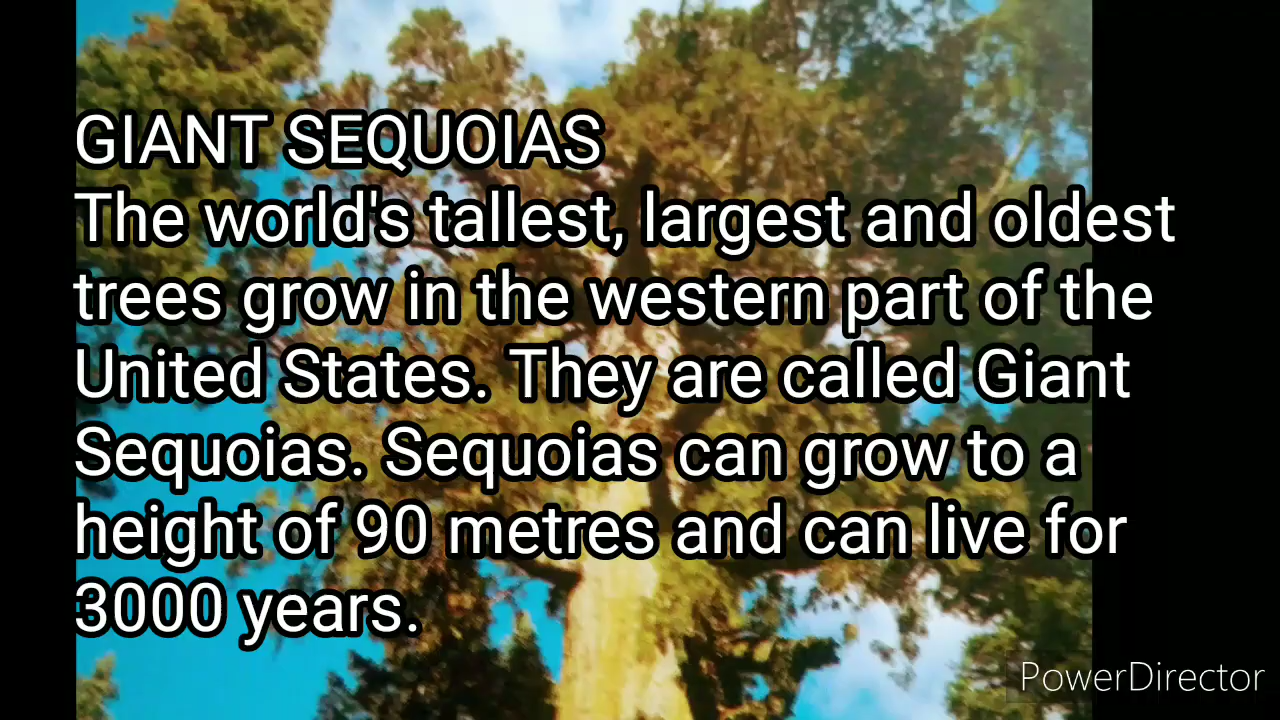 GIANT SEQUOIAS
The world's tallest, largest and oldest
trees grow in the western part of the
United States. They are called Giant
Sequoias. Sequoias can grow to a
height of 90 metres and can live for
3000 years.
PowerDirector